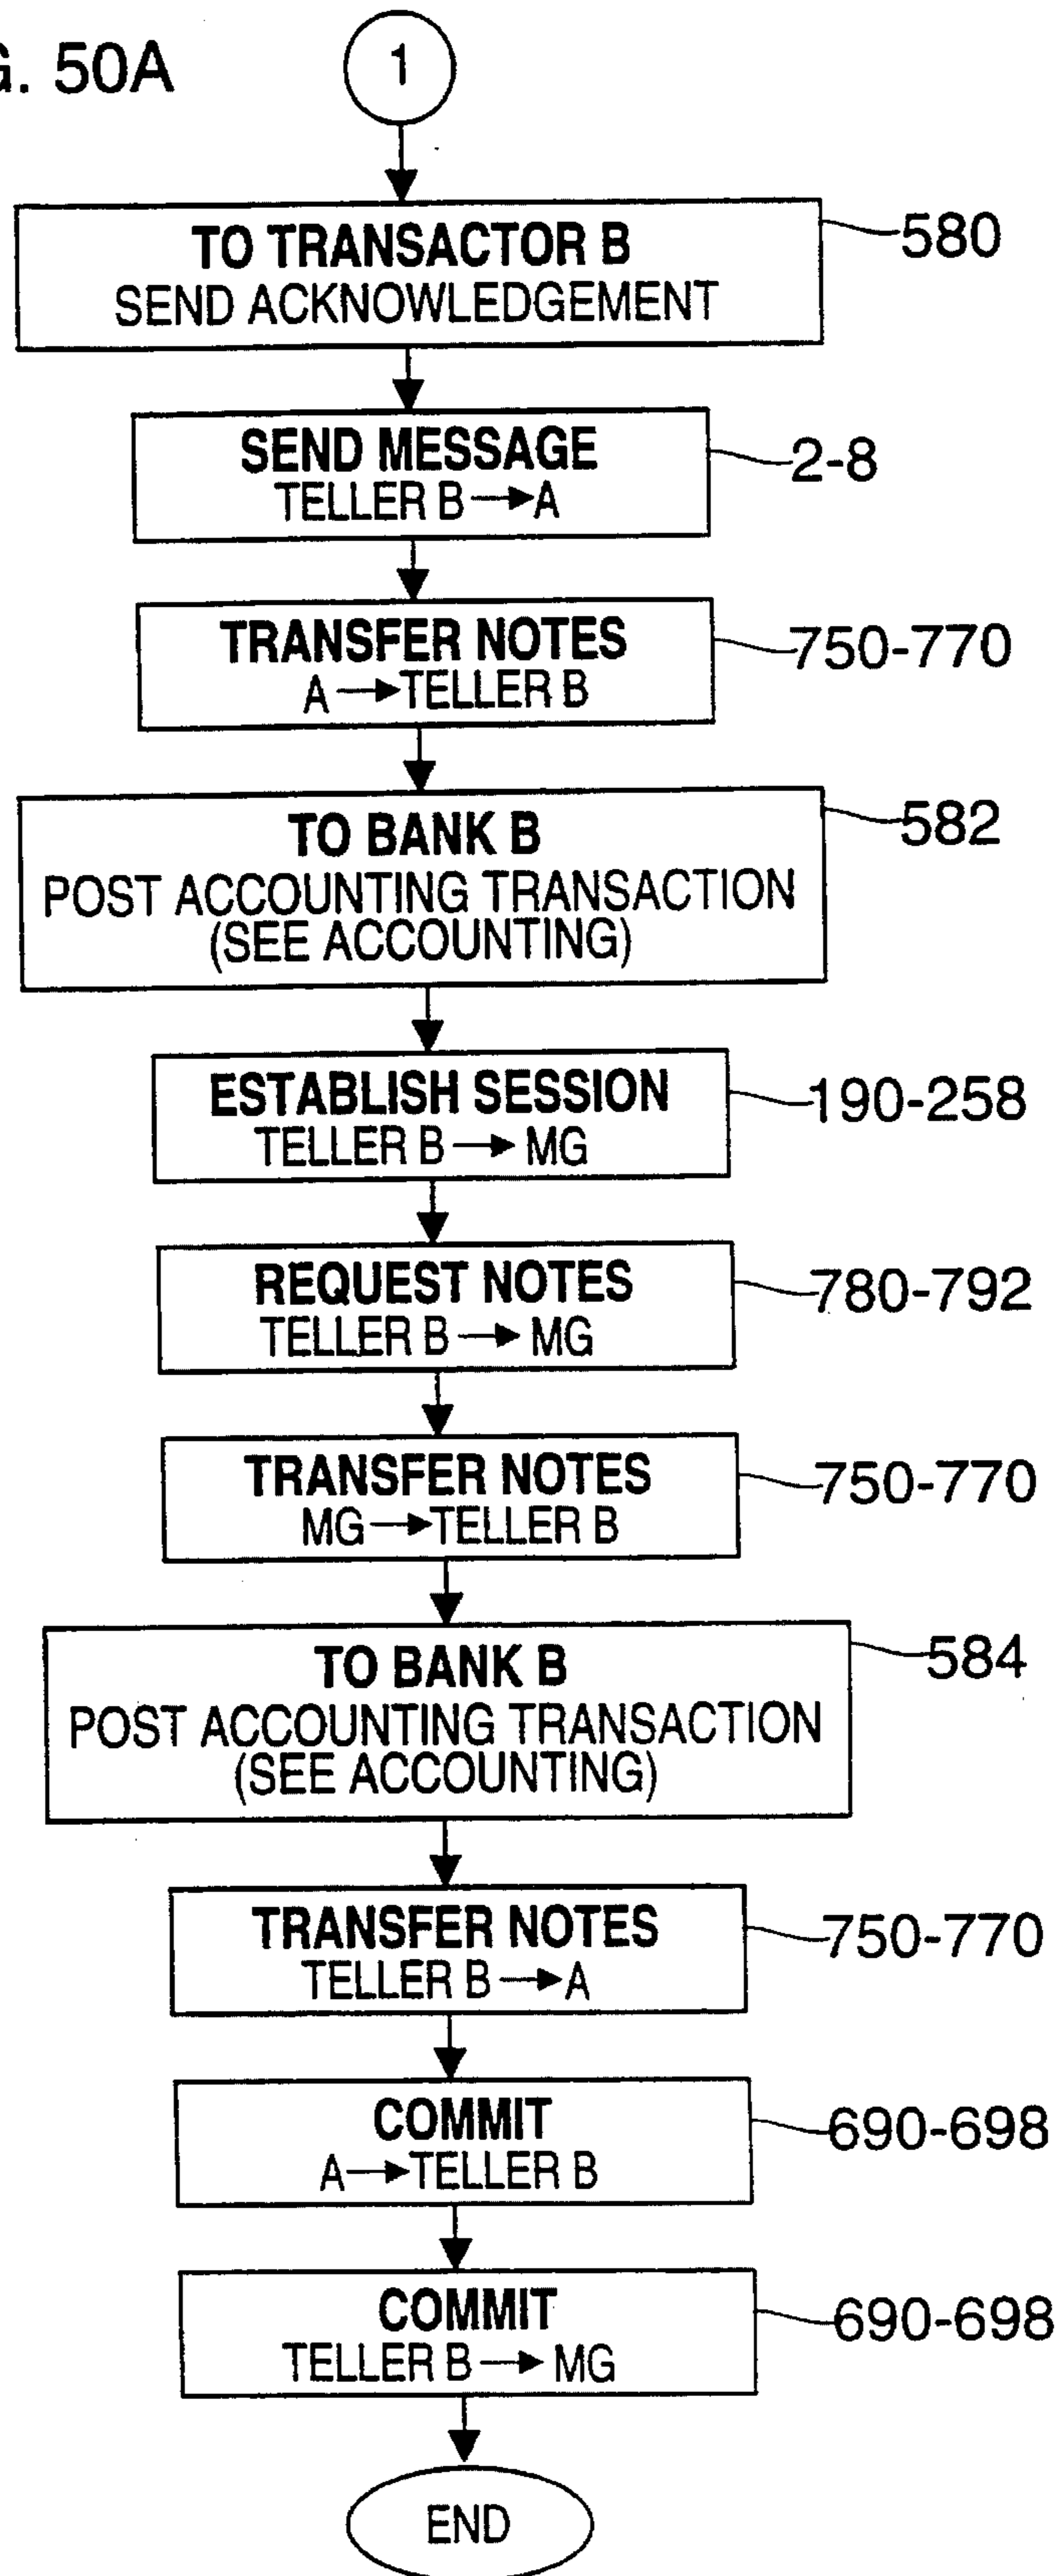 G. 50A
1
TO TRANSACTOR B
SEND ACKNOWLEDGEMENT
580
SEND MESSAGE
TELLER B → A
2-8
TRANSFER NOTES
A → TELLER B
750-770
TO BANK B
POST ACCOUNTING TRANSACTION
(SEE ACCOUNTING)
582
ESTABLISH SESSION
TELLER B → MG
190-258
REQUEST NOTES
TELLER B → MG
780-792
TRANSFER NOTES
MG → TELLER B
750-770
TO BANK B
POST ACCOUNTING TRANSACTION
(SEE ACCOUNTING)
584
TRANSFER NOTES
TELLER B → A
750-770
COMMIT
A → TELLER B
690-698
COMMIT
TELLER B → MG
690-698
END